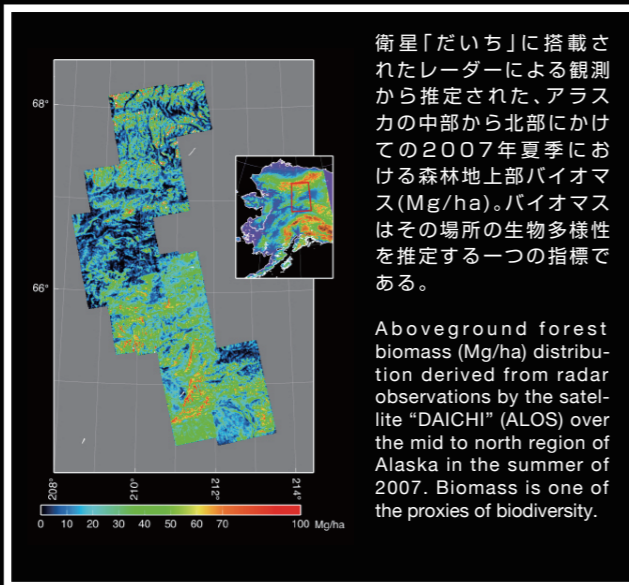 衛星「だいち」に搭載さ
れたレーダーによる観測
から推定された、アラス
カの中部から北部にかけ
ての2007年夏季にお
ける森林地上部バイオマ
ス(Mg/ha)。バイオマス
はその場所の生物多様性
を推定する一つの指標で
ある。
Aboveground forest
biomass (Mg/ha) distribu-
tion derived from radar
observations by the satel-
lite “DAICHI” (ALOS) over
the mid to north region of
Alaska in the summer of
2007. Biomass is one of
the proxies of biodiversity.
68°
66°
208° 210° 212° 214°
0 10 20 30 40 50 60 70 100 Mg/ha